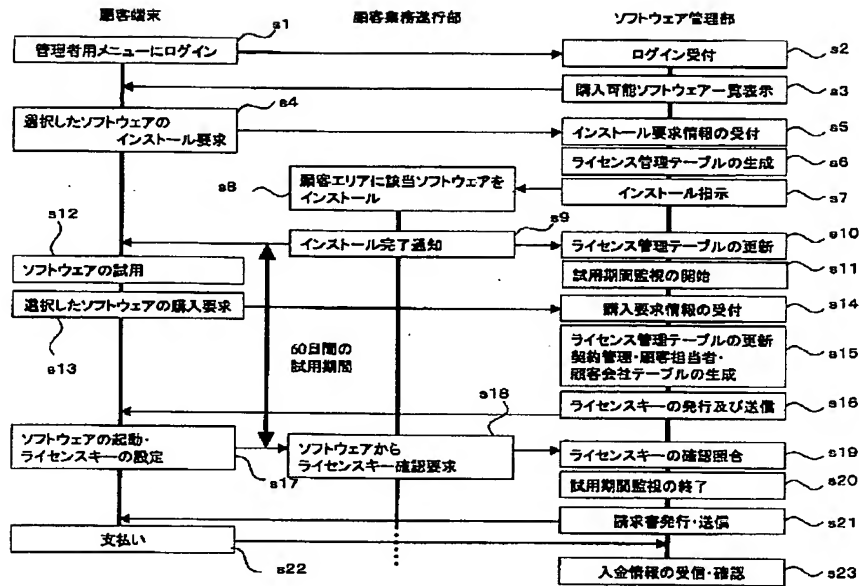 顧客端末
顧客業務遂行部
ソフトウェア管理部
s1
管理者用メニューにログイン
ログイン受付
s2
購入可能ソフトウェア一覧表示
s3
s4
選択したソフトウェアの
インストール要求
インストール要求情報の受付
s5
ライセンス管理テーブルの生成
s6
s8
顧客エリアに該当ソフトウェアを
インストール
インストール指示
s7
s9
インストール完了通知
ライセンス管理テーブルの更新
s10
s12
ソフトウェアの試用
試用期間監視の開始
s11
選択したソフトウェアの購入要求
s13
購入要求情報の受付
s14
60日間の
試用期間
ライセンス管理テーブルの更新
契約管理・顧客担当者・
顧客会社テーブルの生成
s15
ライセンスキーの発行及び送信
s16
ソフトウェアの起動・
ライセンスキーの設定
s17
s18
ソフトウェアから
ライセンスキー確認要求
ライセンスキーの確認照合
s19
試用期間監視の終了
s20
請求書発行・送信
s21
支払い
s22
入金情報の受信・確認
s23